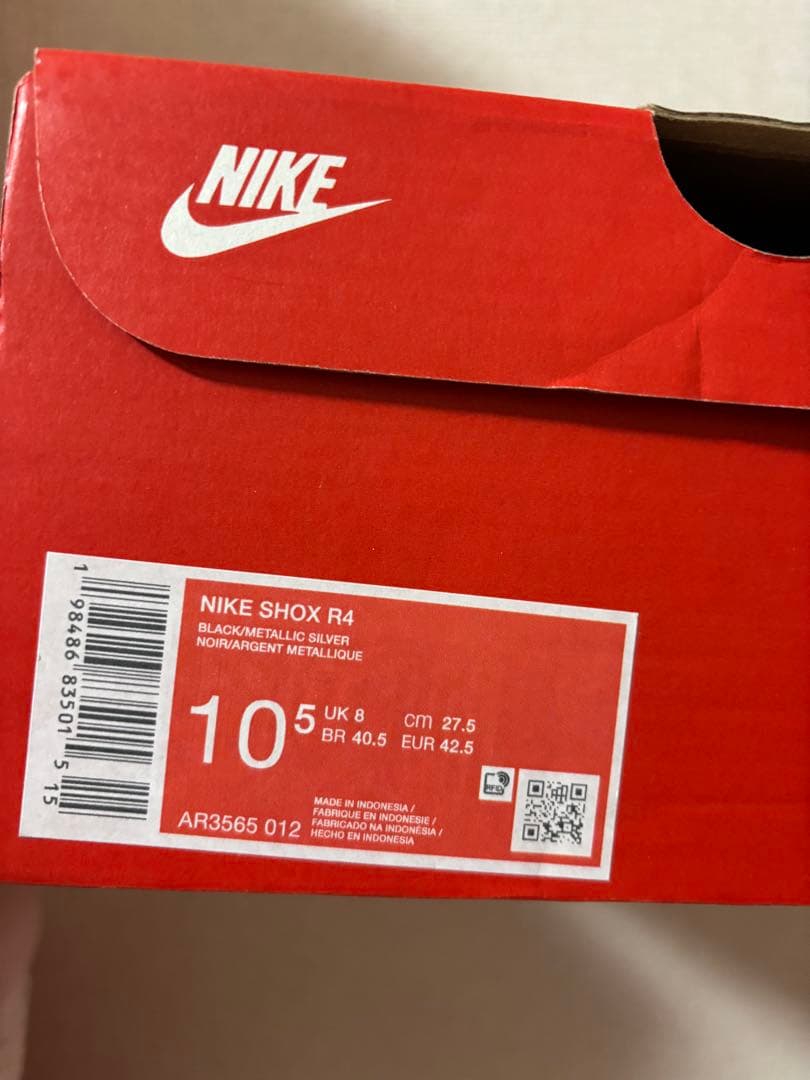 NIKE
NIKE SHOX R4
BLACK/METALLIC SILVER
NOIR/ARGENT METALLIQUE
10 5
UK 8 cm 27.5
BR 40.5 EUR 42.5
RFID
AR3565 012
MADE IN INDONESIA /
FABRIQUE EN INDONESIE /
FABRICADO NA INDONÉSIA /
HECHO EN INDONESIA
1 98486 83501 5 15